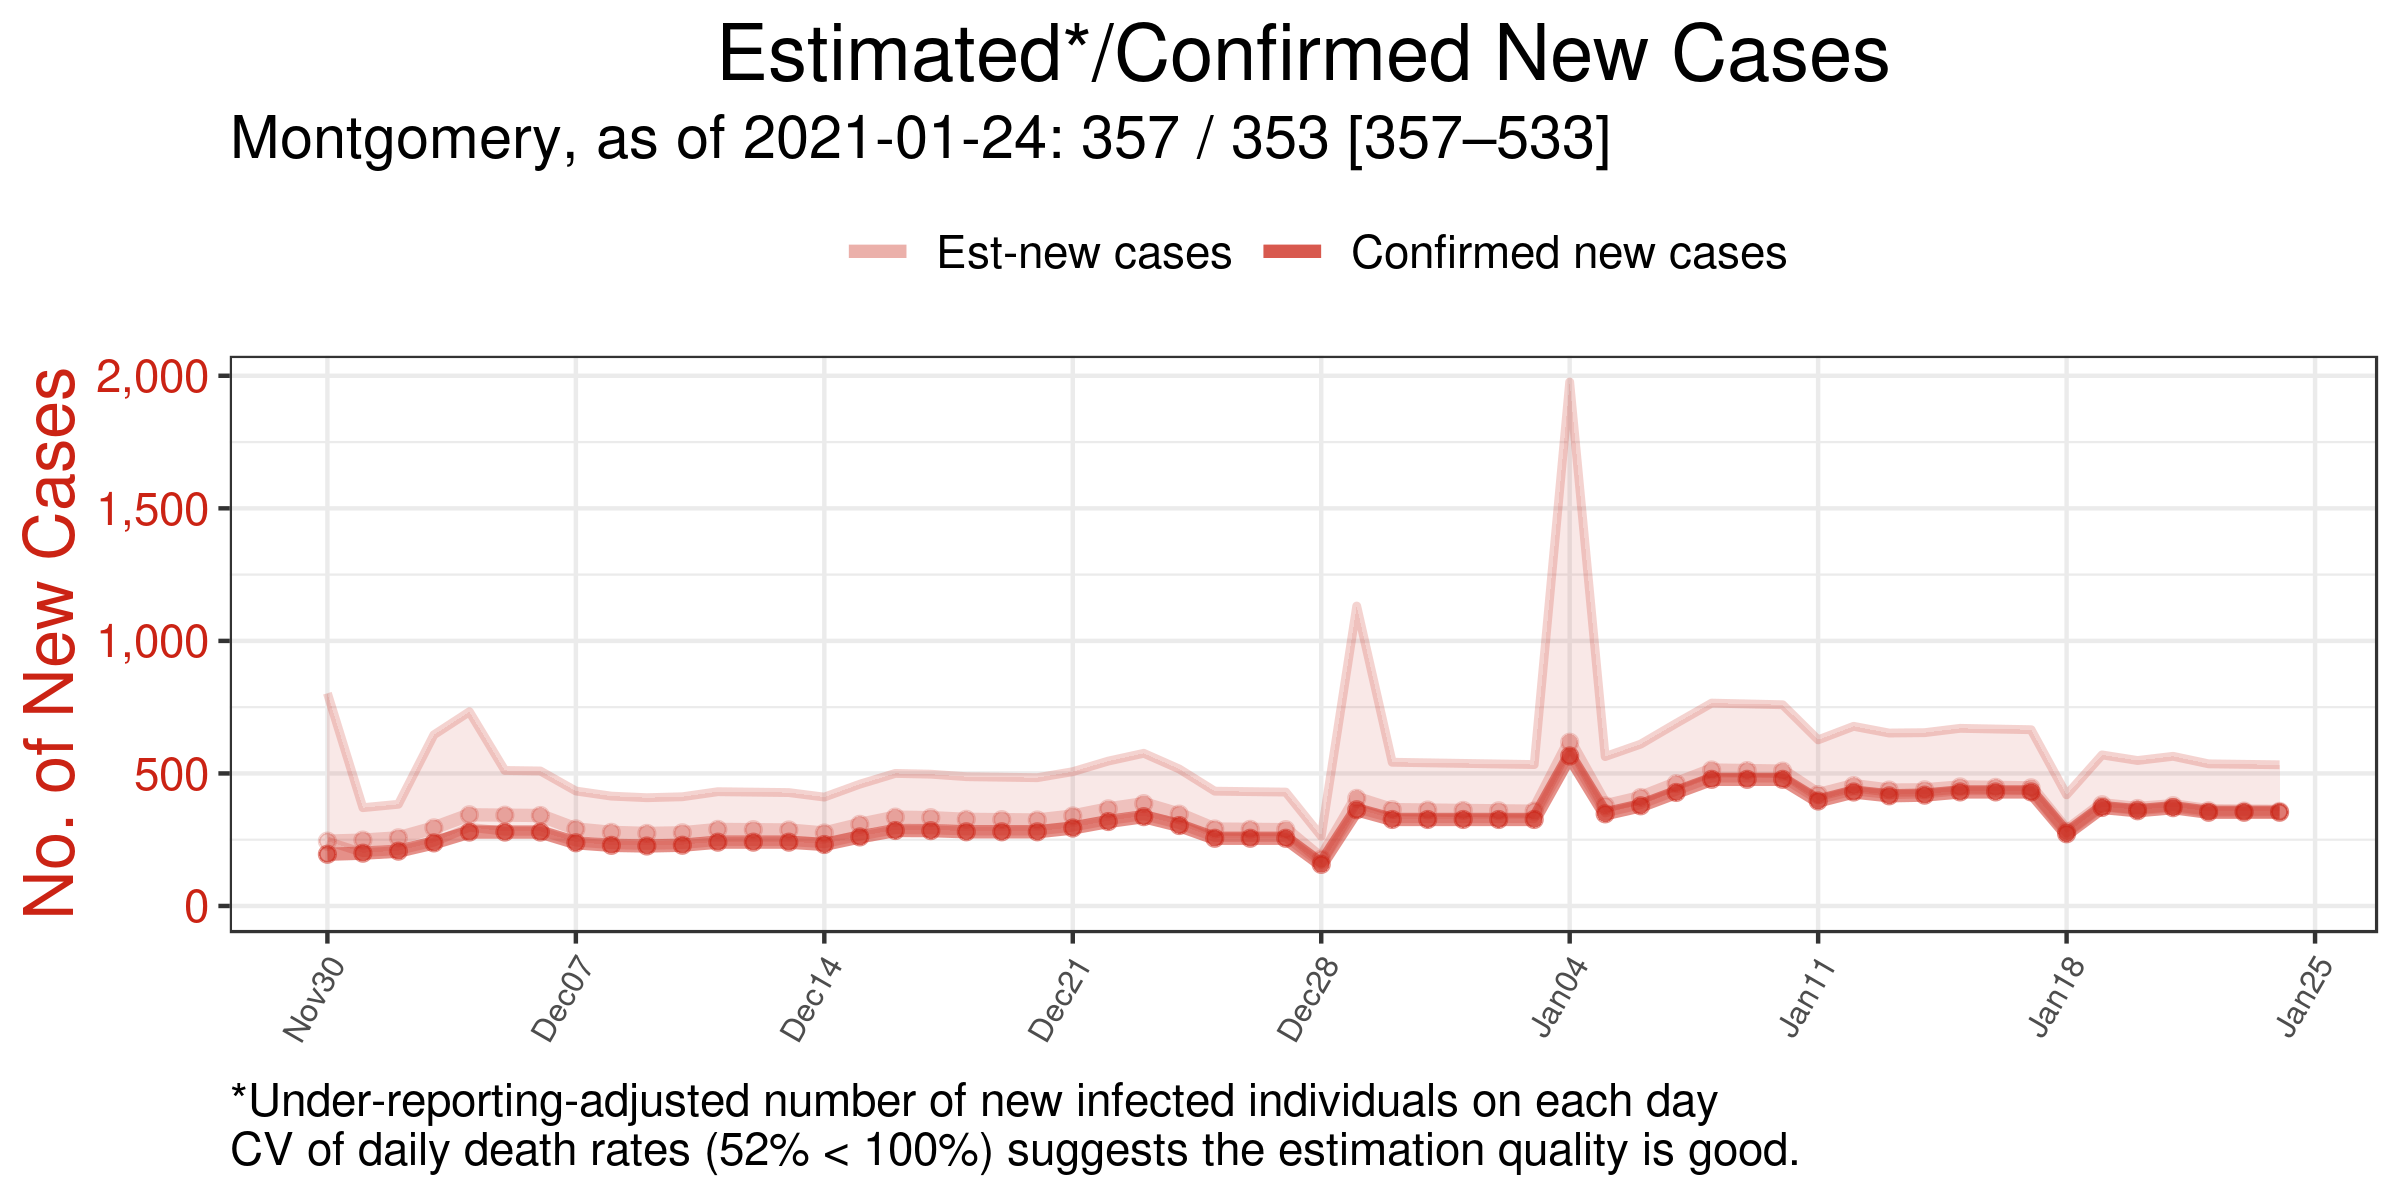 Estimated*/Confirmed New Cases
Montgomery, as of 2021-01-24: 357 / 353 [357–533]
Est-new cases Confirmed new cases
No. of New Cases
2,000
1,500
1,000
500
0
Nov30 Dec07 Dec14 Dec21 Dec28 Jan04 Jan11 Jan18 Jan25
*Under-reporting-adjusted number of new infected individuals on each day
CV of daily death rates (52% < 100%) suggests the estimation quality is good.